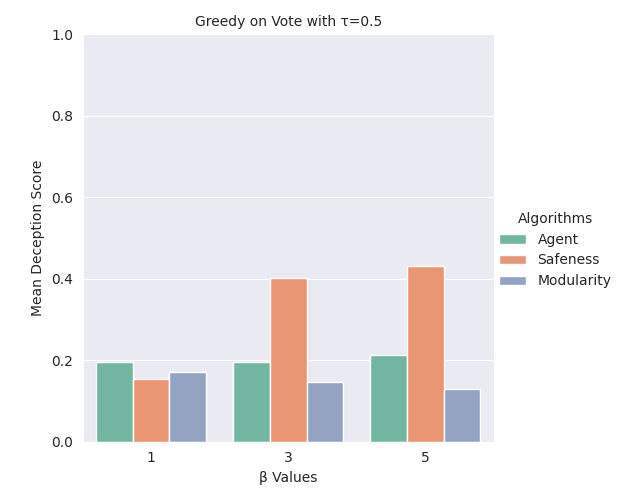 Greedy on Vote with τ=0.5
1.0
0.8
0.6
0.4
0.2
0.0
Mean Deception Score
1 3 5
β Values
Algorithms
Agent
Safeness
Modularity